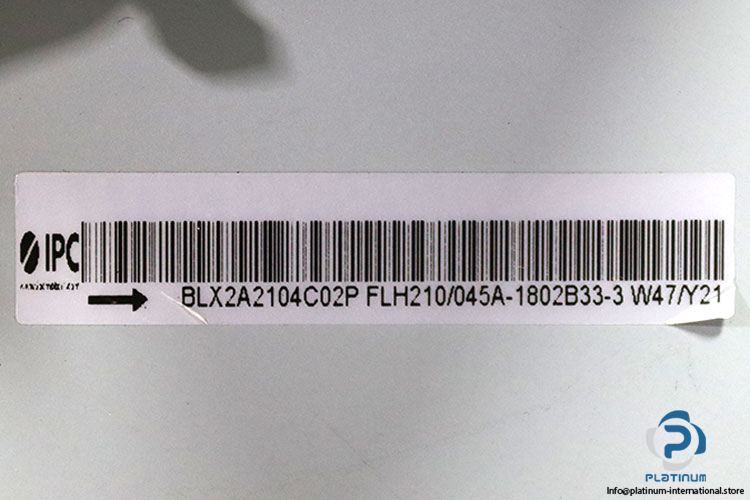 IPC
BLX2A2104C02P FLH210/045A-1802B33-3 W47/Y21
PLATINUM
Info@platinum-international.store